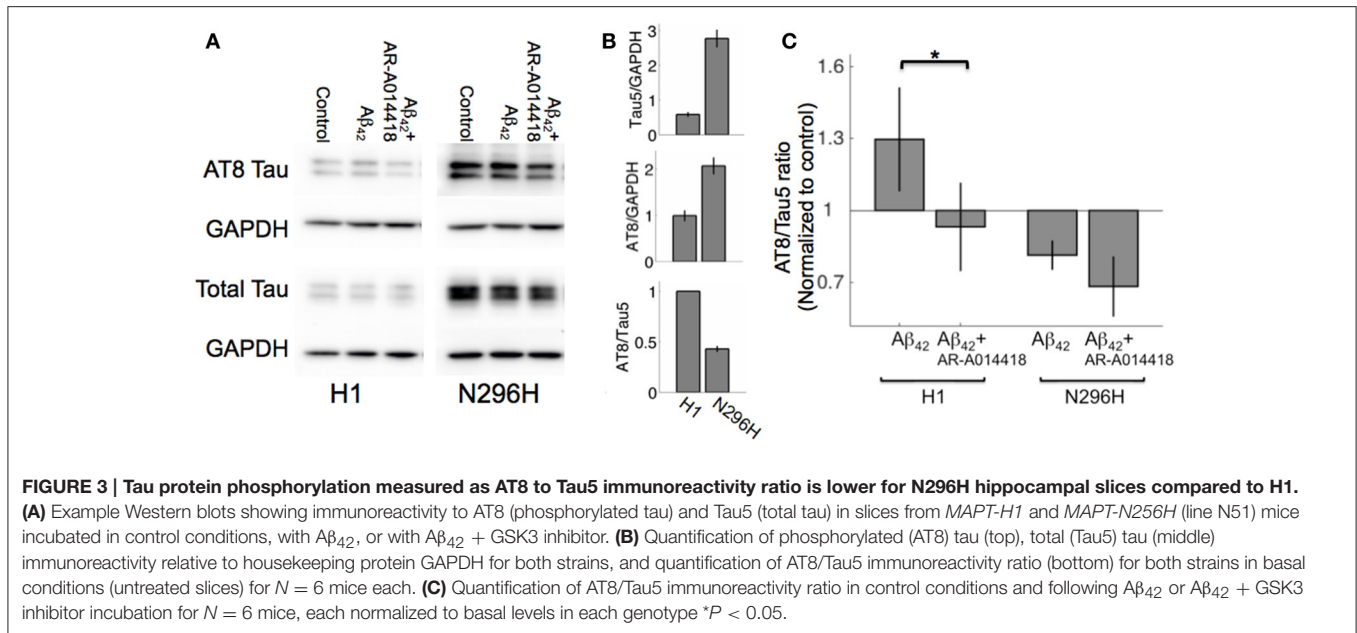 A
Control
Aβ42
AR-A014418
Aβ42+
Control
Aβ42
AR-A014418
Aβ42+
AT8 Tau
GAPDH
Total Tau
GAPDH
H1
N296H
B
Tau5/GAPDH
3
2
1
0
AT8/GAPDH
2
1
0
AT8/Tau5
1
0.5
0
H1
N296H
C
AT8/Tau5 ratio
(Normalized to control)
1.6
1.3
1
0.7
*
Aβ42
Aβ42+
AR-A014418
Aβ42
Aβ42+
AR-A014418
H1
N296H
FIGURE 3 | Tau protein phosphorylation measured as AT8 to Tau5 immunoreactivity ratio is lower for N296H hippocampal slices compared to H1.
(A) Example Western blots showing immunoreactivity to AT8 (phosphorylated tau) and Tau5 (total tau) in slices from MAPT-H1 and MAPT-N256H (line N51) mice
incubated in control conditions, with Aβ42, or with Aβ42 + GSK3 inhibitor. (B) Quantification of phosphorylated (AT8) tau (top), total (Tau5) tau (middle)
immunoreactivity relative to housekeeping protein GAPDH for both strains, and quantification of AT8/Tau5 immunoreactivity ratio (bottom) for both strains in basal
conditions (untreated slices) for N = 6 mice each. (C) Quantification of AT8/Tau5 immunoreactivity ratio in control conditions and following Aβ42 or Aβ42 + GSK3
inhibitor incubation for N = 6 mice, each normalized to basal levels in each genotype *P < 0.05.